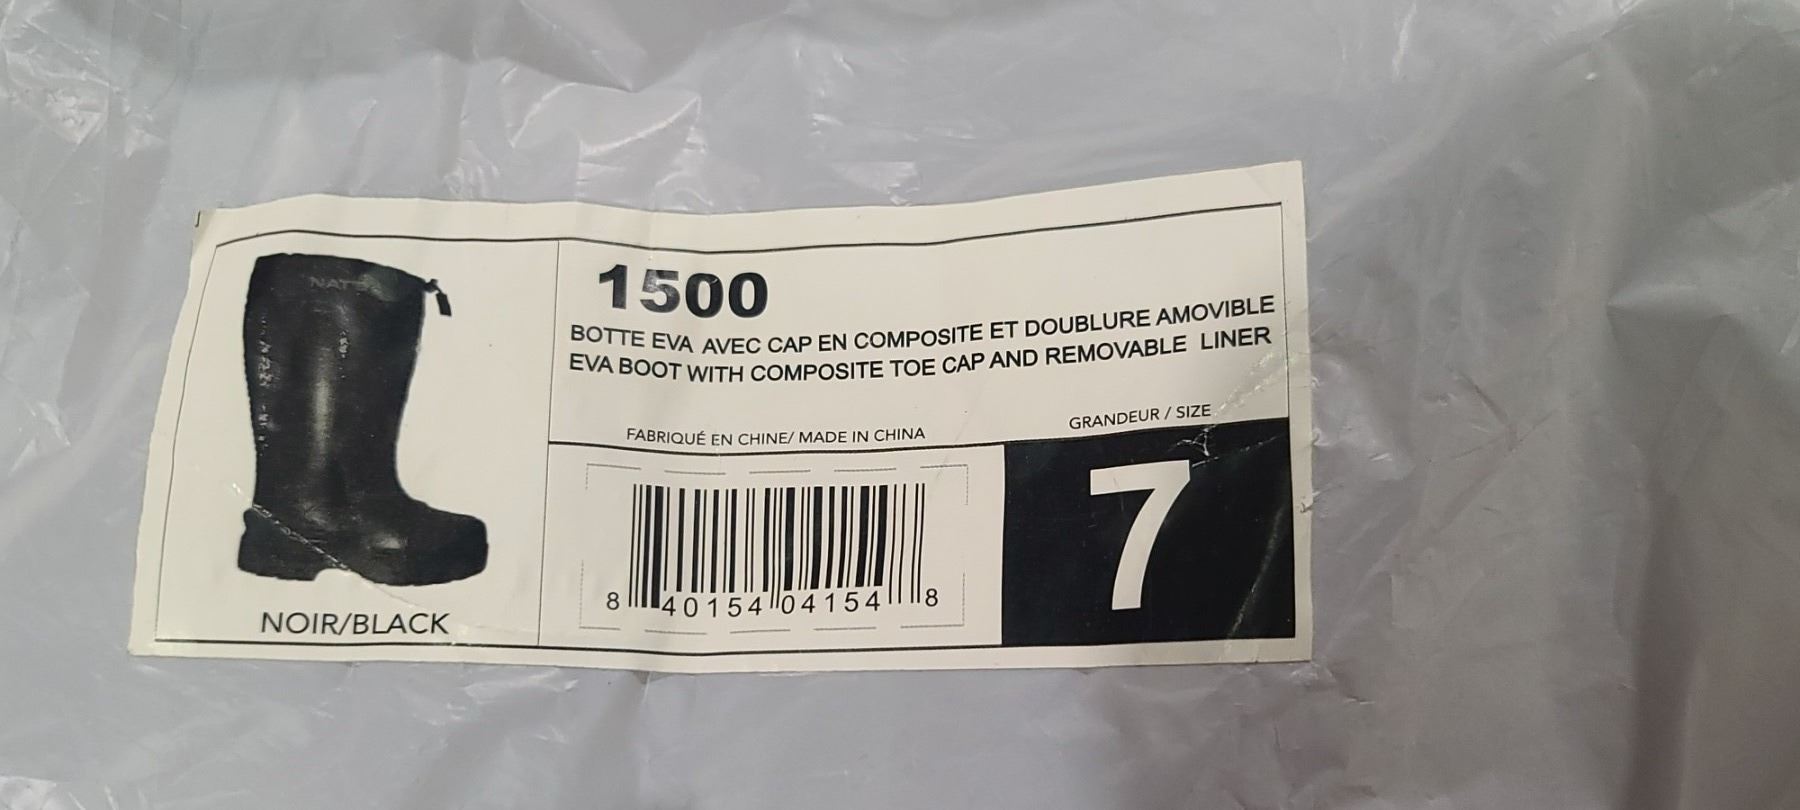 1500
BOTTE EVA AVEC CAP EN COMPOSITE ET DOUBLURE AMOVIBLE
EVA BOOT WITH COMPOSITE TOE CAP AND REMOVABLE LINER
FABRIQUÉ EN CHINE/ MADE IN CHINA
GRANDEUR / SIZE
7
8 40154 04154 8
NOIR/BLACK